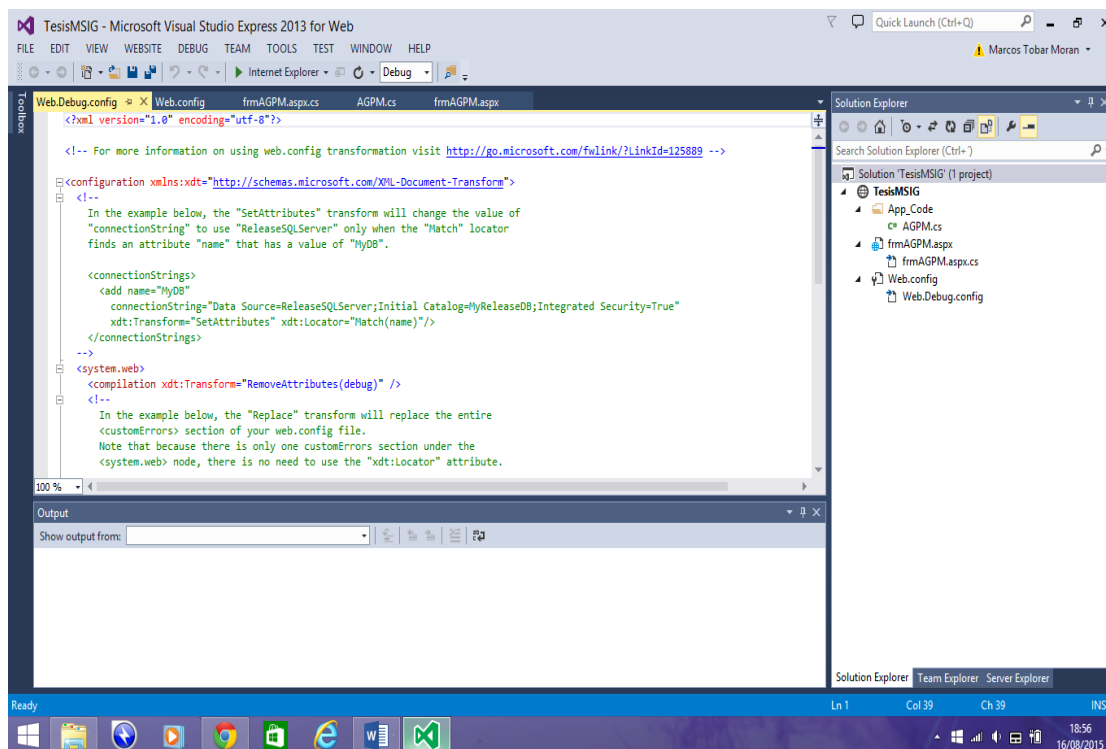 TesisMSIG - Microsoft Visual Studio Express 2013 for Web
Quick Launch (Ctrl+Q)
FILE EDIT VIEW WEBSITE DEBUG TEAM TOOLS TEST WINDOW HELP
Marcos Tobar Moran
Internet Explorer
Debug
Toolbox
Web.Debug.config Web.config frmAGPM.aspx.cs AGPM.cs frmAGPM.aspx
<?xml version="1.0" encoding="utf-8"?>
<!-- For more information on using web.config transformation visit http://go.microsoft.com/fwlink/?LinkId=125889 -->
<configuration xmlns:xdt="http://schemas.microsoft.com/XML-Document-Transform">
<!--
In the example below, the "SetAttributes" transform will change the value of
"connectionString" to use "ReleaseSQLServer" only when the "Match" locator
finds an attribute "name" that has a value of "MyDB".
<connectionStrings>
<add name="MyDB"
connectionString="Data Source=ReleaseSQLServer;Initial Catalog=MyReleaseDB;Integrated Security=True"
xdt:Transform="SetAttributes" xdt:Locator="Match(name)"/>
</connectionStrings>
-->
<system.web>
<compilation xdt:Transform="RemoveAttributes(debug)" />
<!--
In the example below, the "Replace" transform will replace the entire
<customErrors> section of your web.config file.
Note that because there is only one customErrors section under the
<system.web> node, there is no need to use the "xdt:Locator" attribute.
100 %
Output
Show output from:
Solution Explorer
Search Solution Explorer (Ctrl+¨)
Solution 'TesisMSIG' (1 project)
TesisMSIG
App_Code
AGPM.cs
frmAGPM.aspx
frmAGPM.aspx.cs
Web.config
Web.Debug.config
Solution Explorer Team Explorer Server Explorer
Ready
Ln 1 Col 39 Ch 39 INS
18:56
16/08/2015